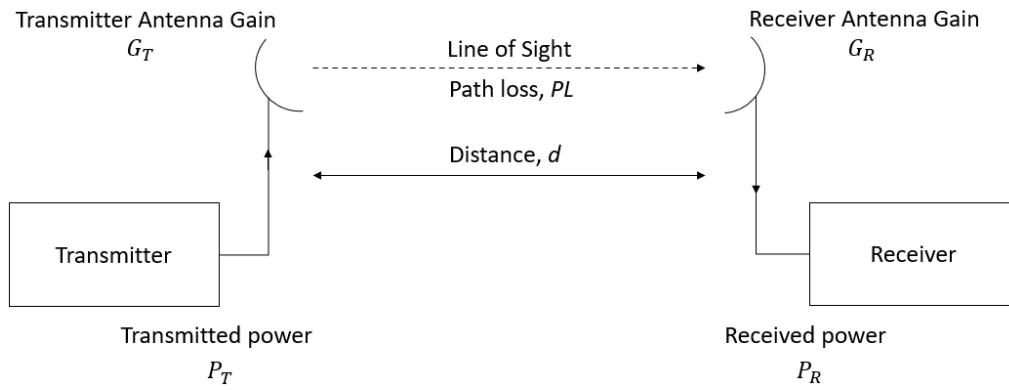 Transmitter Antenna Gain
G_T
Receiver Antenna Gain
G_R
Line of Sight
Path loss, PL
Distance, d
Transmitter
Receiver
Transmitted power
P_T
Received power
P_R